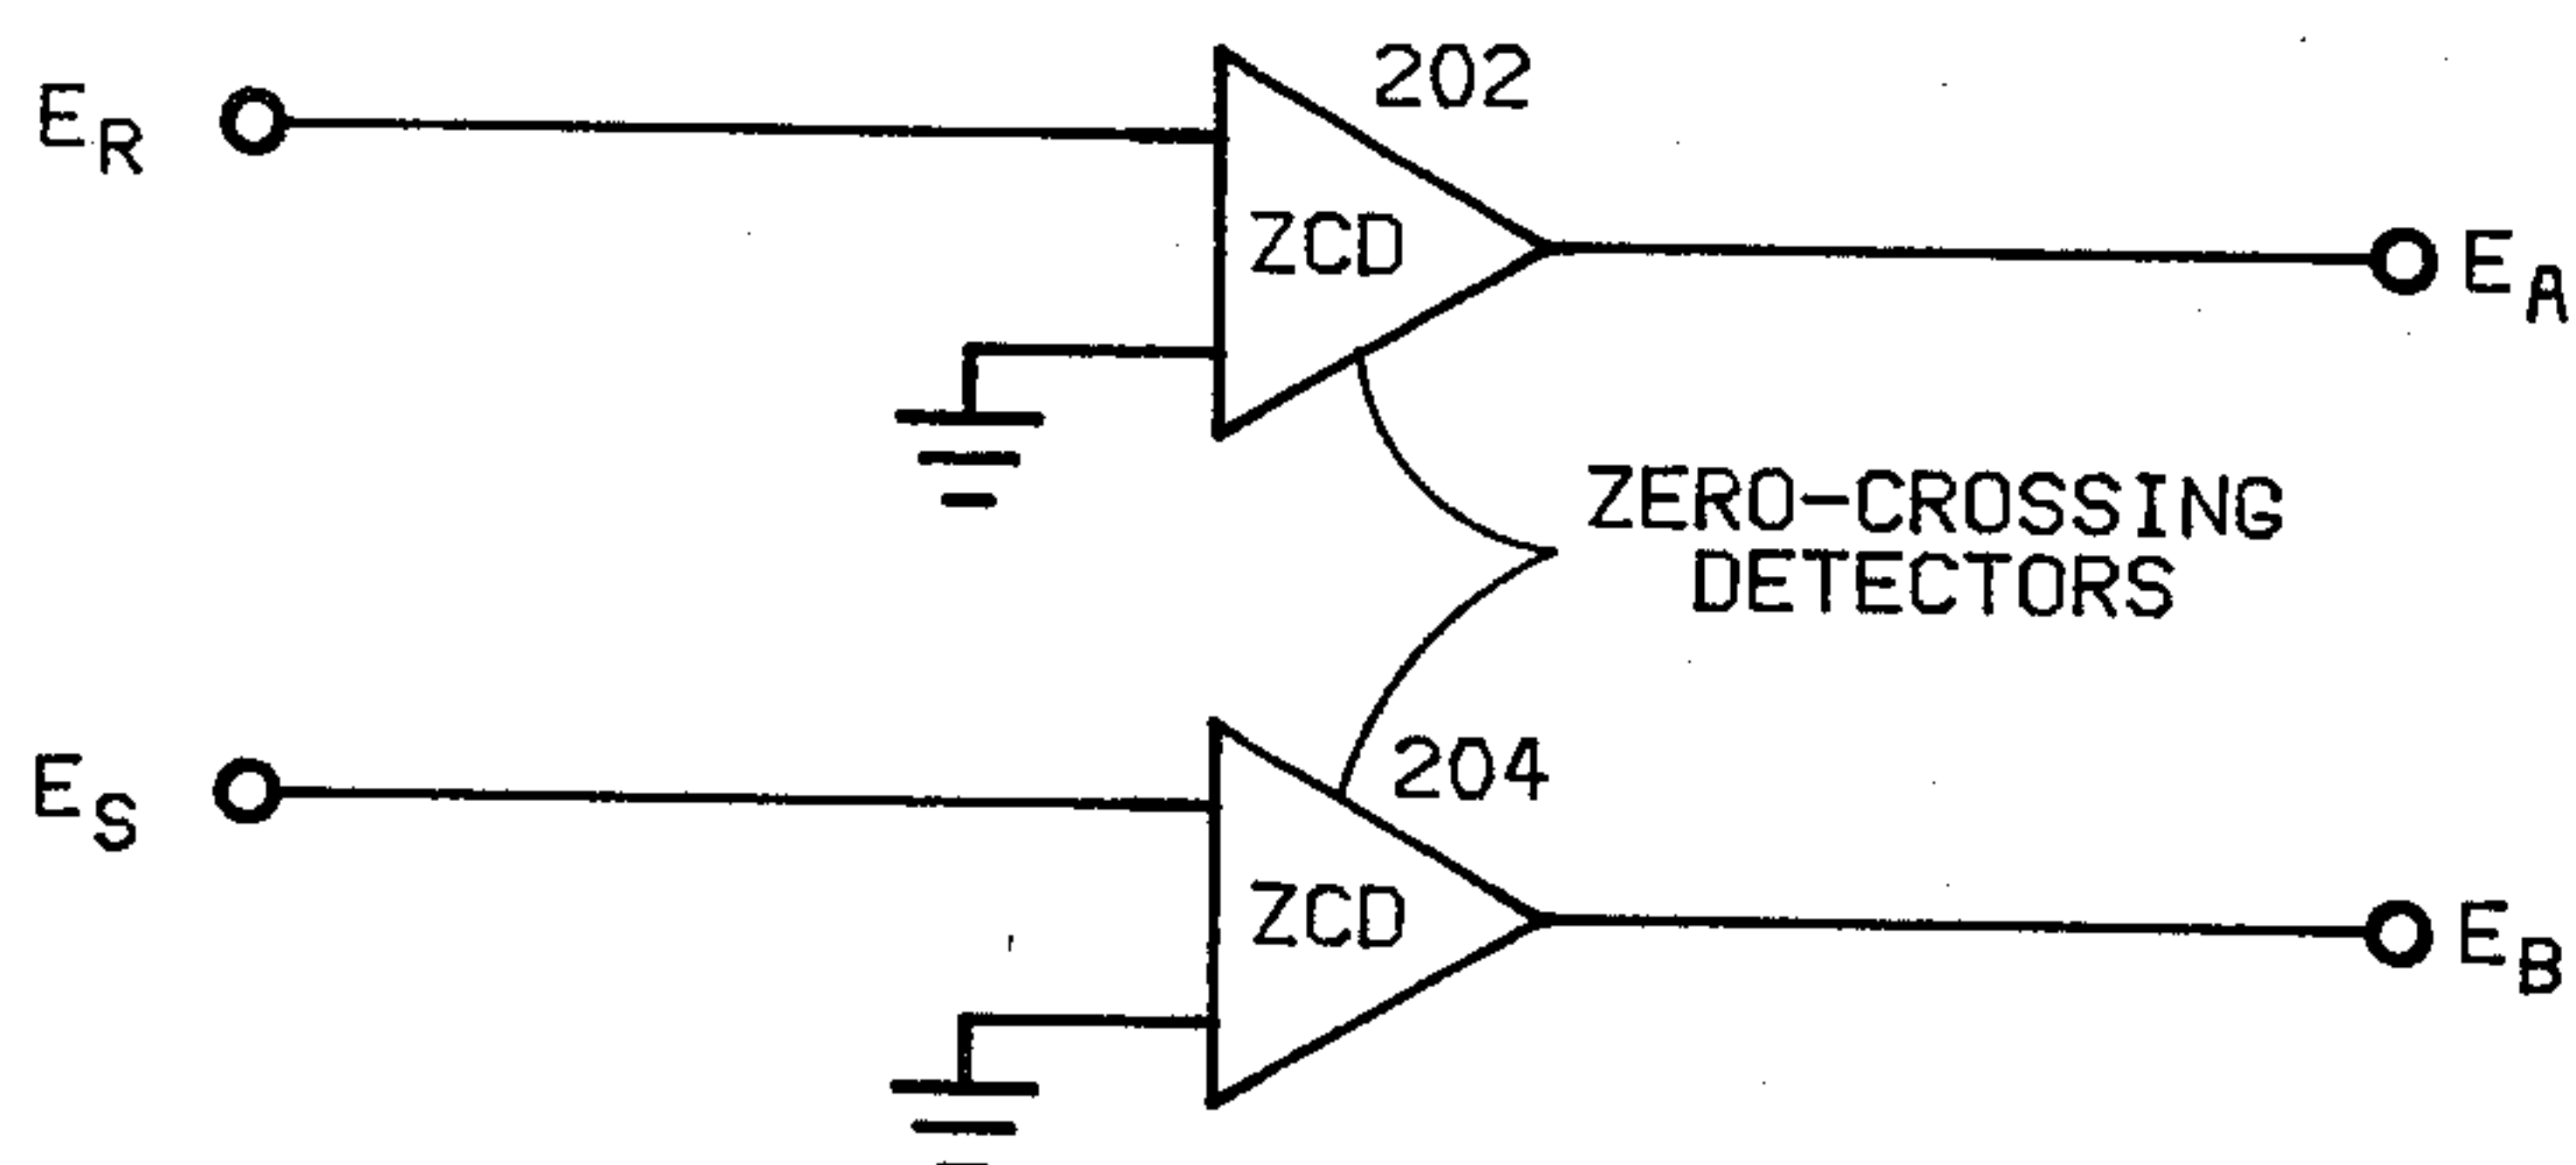 202
E_R
ZCD
E_A
ZERO-CROSSING
DETECTORS
204
E_S
ZCD
E_B